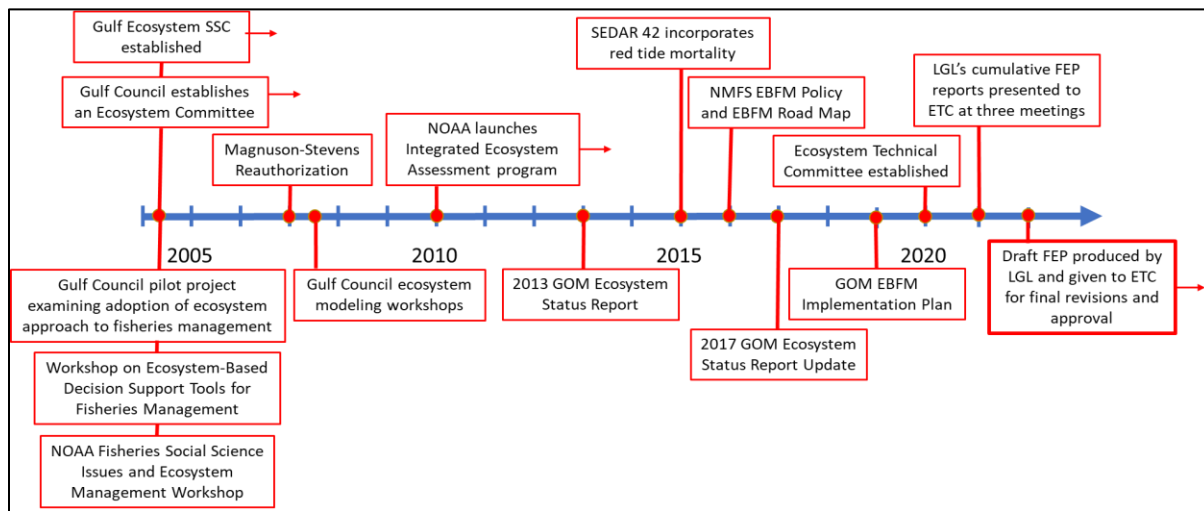 Gulf Ecosystem SSC
established
Gulf Council establishes
an Ecosystem Committee
Magnuson-Stevens
Reauthorization
NOAA launches
Integrated Ecosystem
Assessment program
SEDAR 42 incorporates
red tide mortality
NMFS EBFM Policy
and EBFM Road Map
Ecosystem Technical
Committee established
LGL's cumulative FEP
reports presented to
ETC at three meetings
2005
2010
2015
2020
Gulf Council pilot project
examining adoption of ecosystem
approach to fisheries management
Workshop on Ecosystem-Based
Decision Support Tools for
Fisheries Management
NOAA Fisheries Social Science
Issues and Ecosystem
Management Workshop
Gulf Council ecosystem
modeling workshops
2013 GOM Ecosystem
Status Report
2017 GOM Ecosystem
Status Report Update
GOM EBFM
Implementation Plan
Draft FEP produced by
LGL and given to ETC
for final revisions and
approval